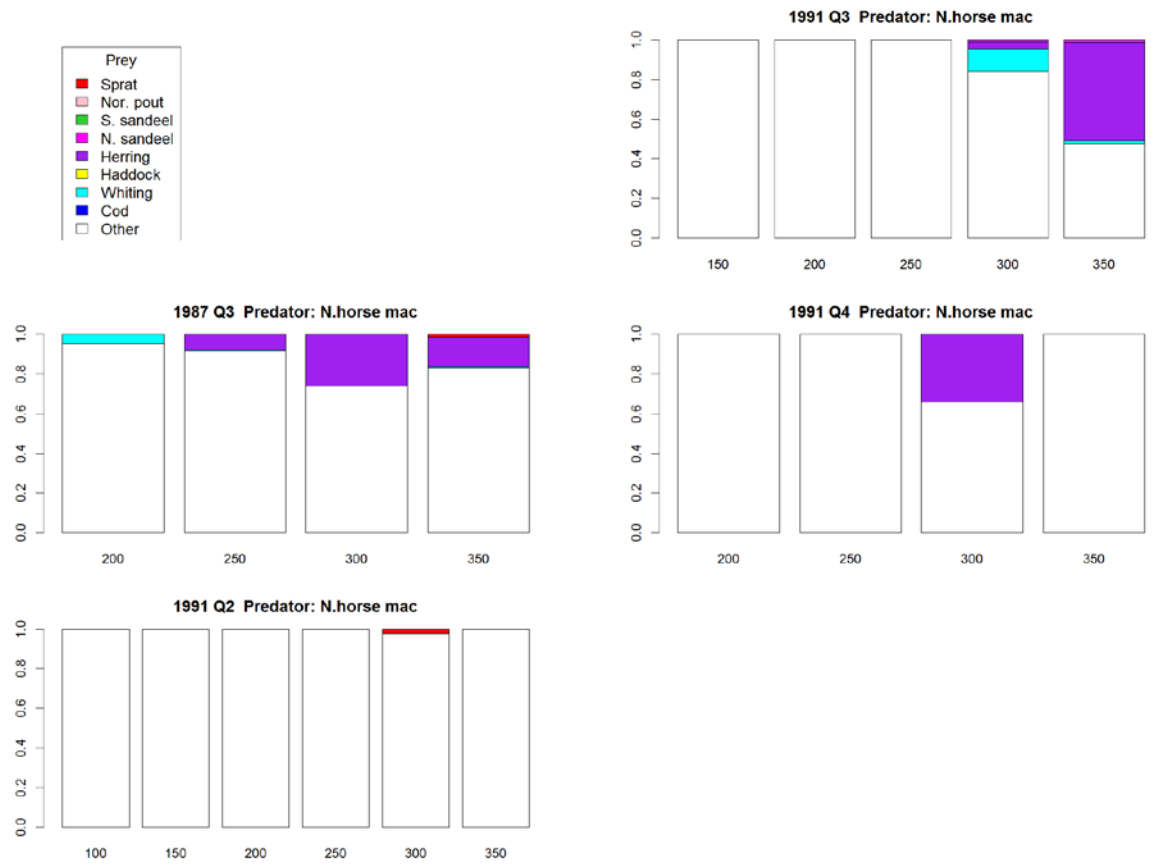 Prey
Sprat
Nor. pout
S. sandeel
N. sandeel
Herring
Haddock
Whiting
Cod
Other
1991 Q3 Predator: N.horse mac
1.0
0.8
0.6
0.4
0.2
0.0
150 200 250 300 350
1987 Q3 Predator: N.horse mac
1.0
0.8
0.6
0.4
0.2
0.0
200 250 300 350
1991 Q4 Predator: N.horse mac
1.0
0.8
0.6
0.4
0.2
0.0
200 250 300 350
1991 Q2 Predator: N.horse mac
1.0
0.8
0.6
0.4
0.2
0.0
100 150 200 250 300 350